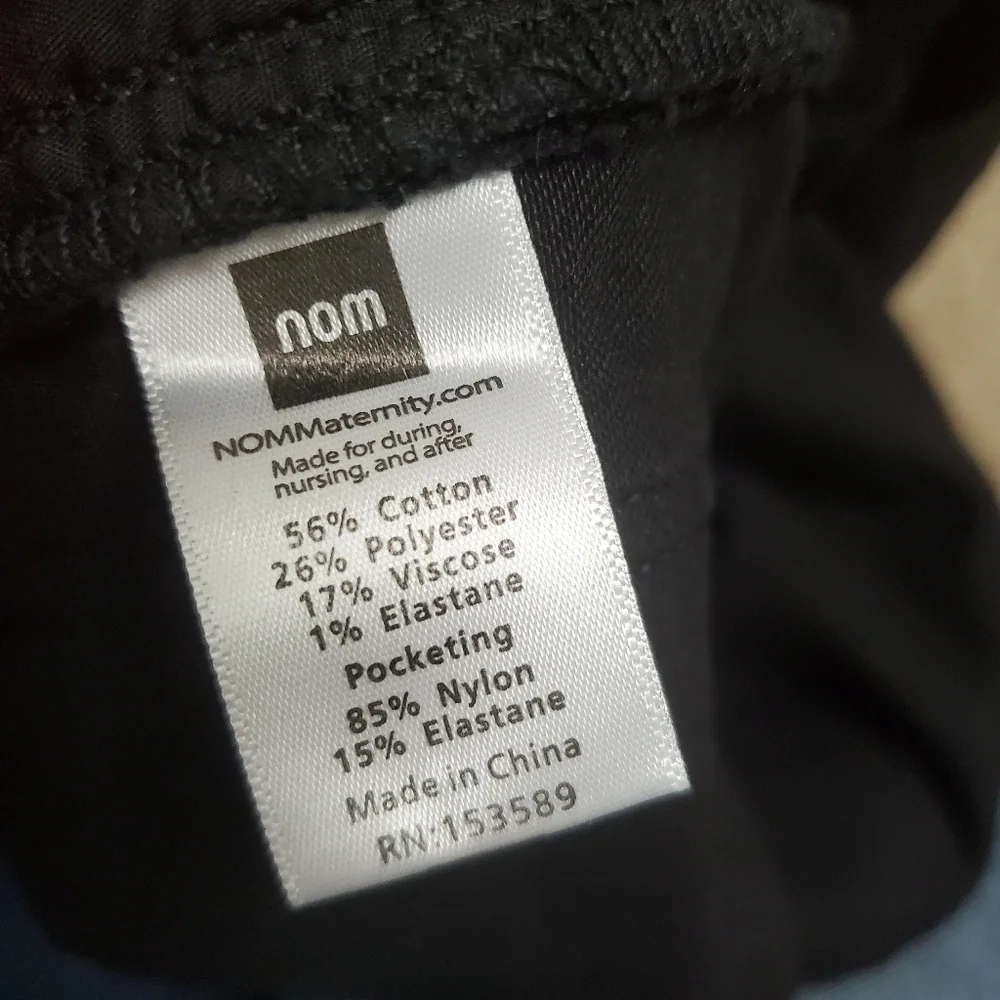 nom
NOMMaternity.com
Made for during,
nursing, and after
56% Cotton
26% Polyester
17% Viscose
1% Elastane
Pocketing
85% Nylon
15% Elastane
Made in China
RN:153589